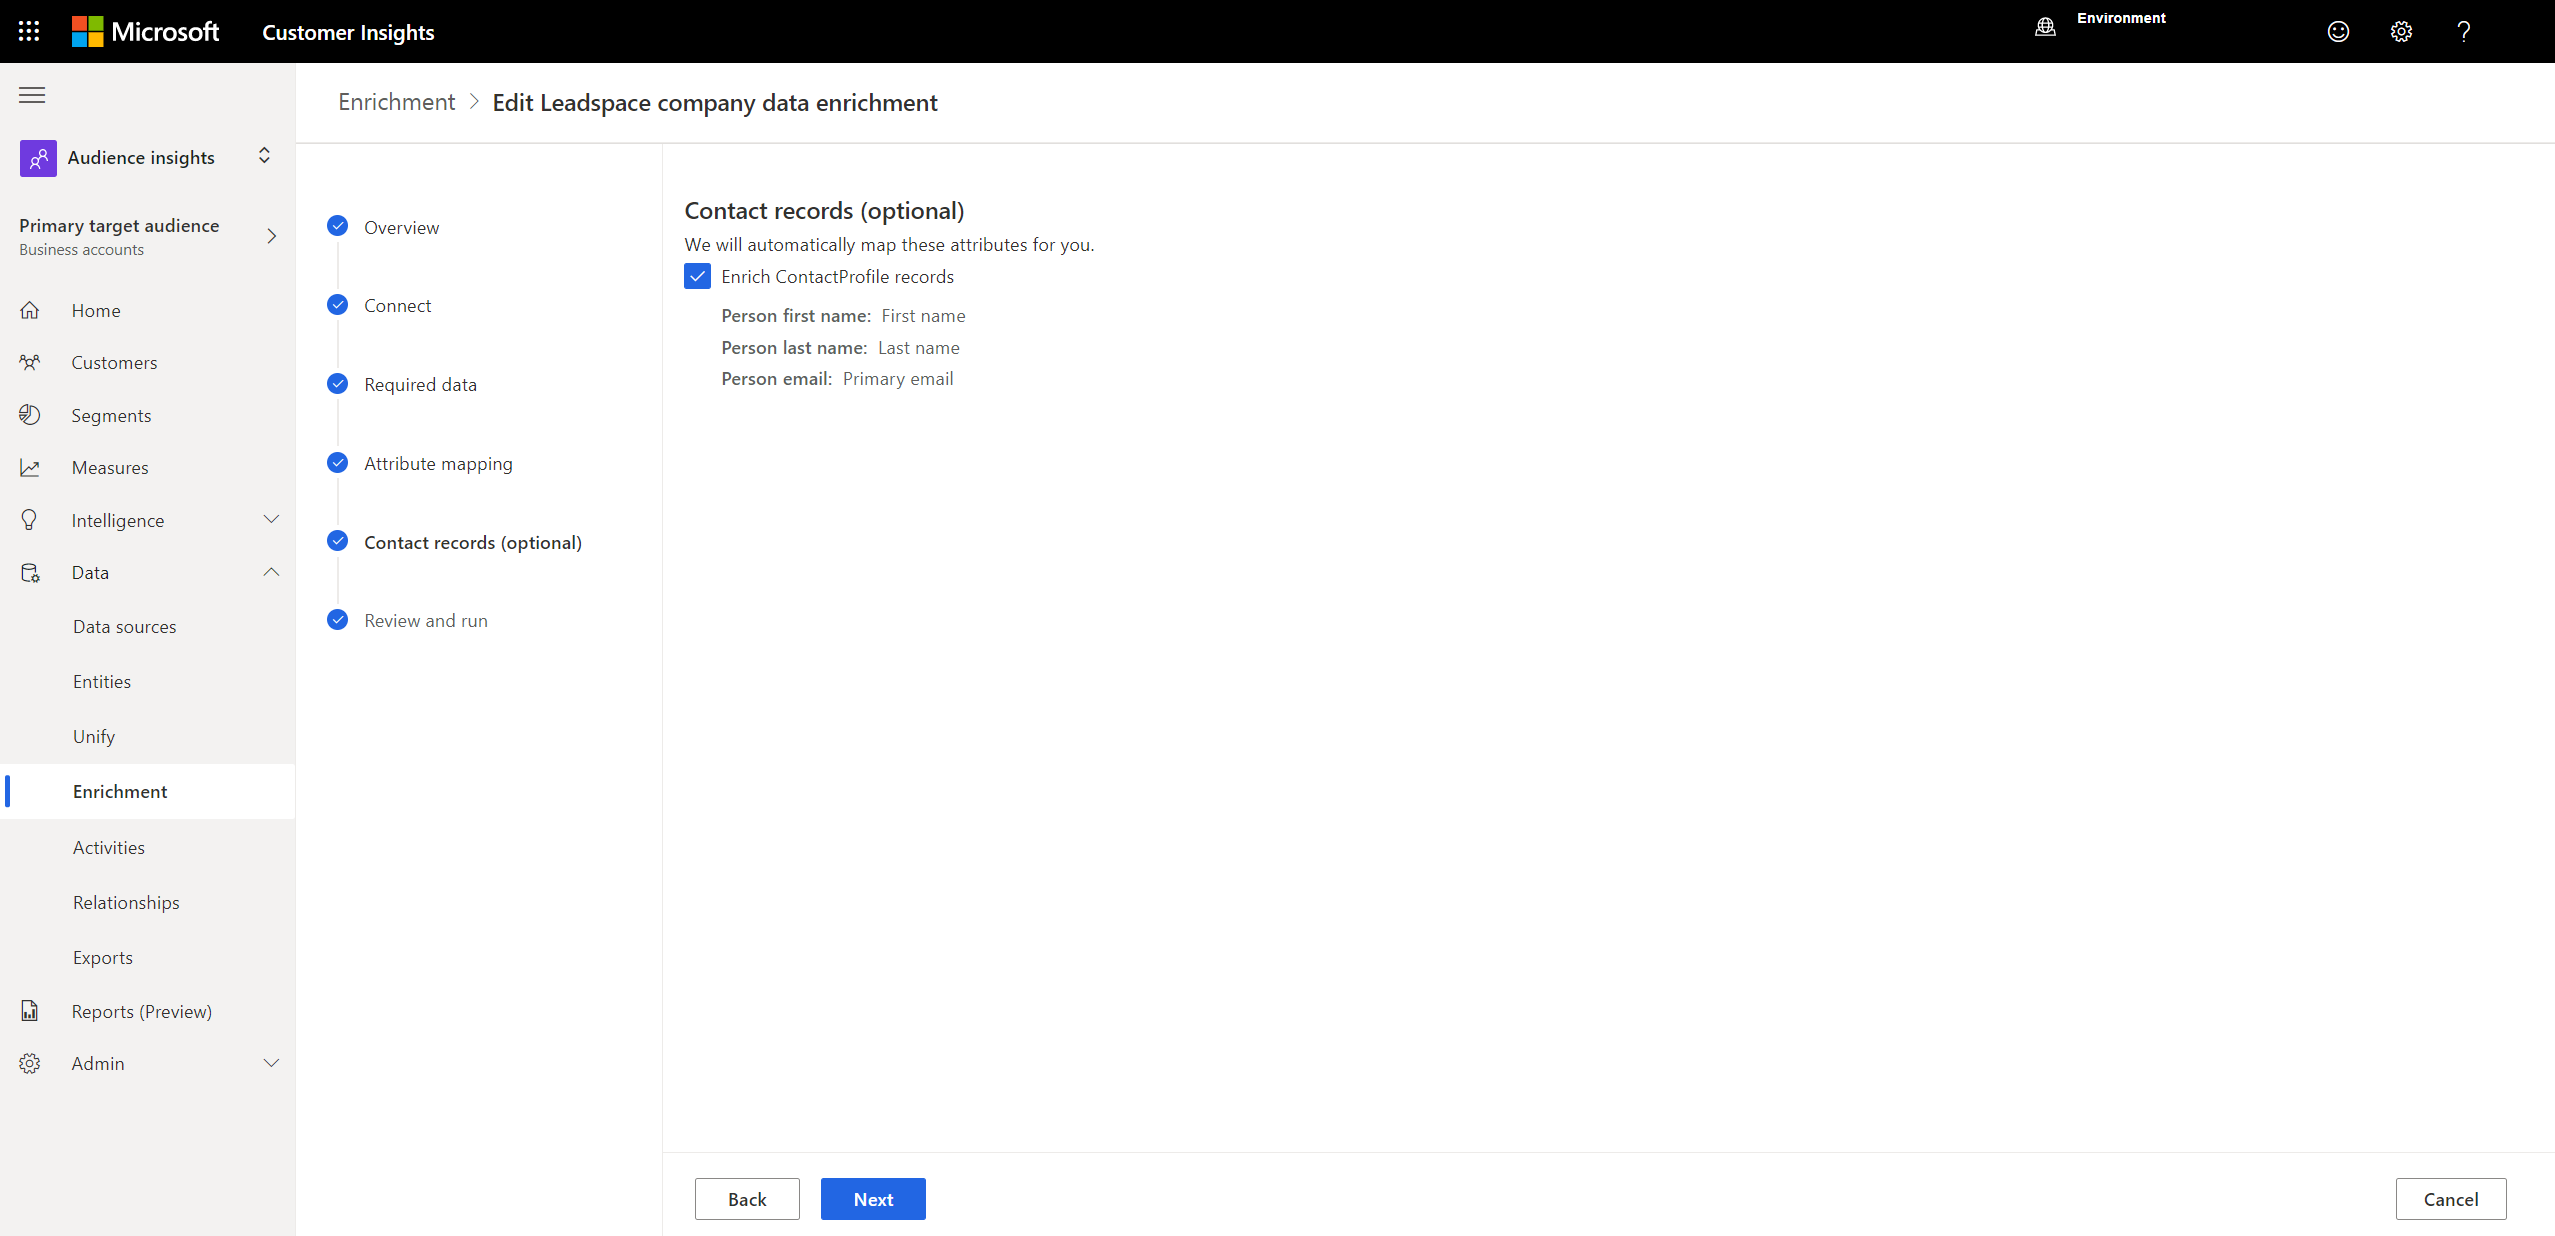 Microsoft Customer Insights
Environment
Audience insights
Primary target audience
Business accounts
Home
Customers
Segments
Measures
Intelligence
Data
Data sources
Entities
Unify
Enrichment
Activities
Relationships
Exports
Reports (Preview)
Admin
Enrichment > Edit Leadspace company data enrichment
Overview
Connect
Required data
Attribute mapping
Contact records (optional)
Review and run
Contact records (optional)
We will automatically map these attributes for you.
Enrich ContactProfile records
Person first name: First name
Person last name: Last name
Person email: Primary email
Back
Next
Cancel